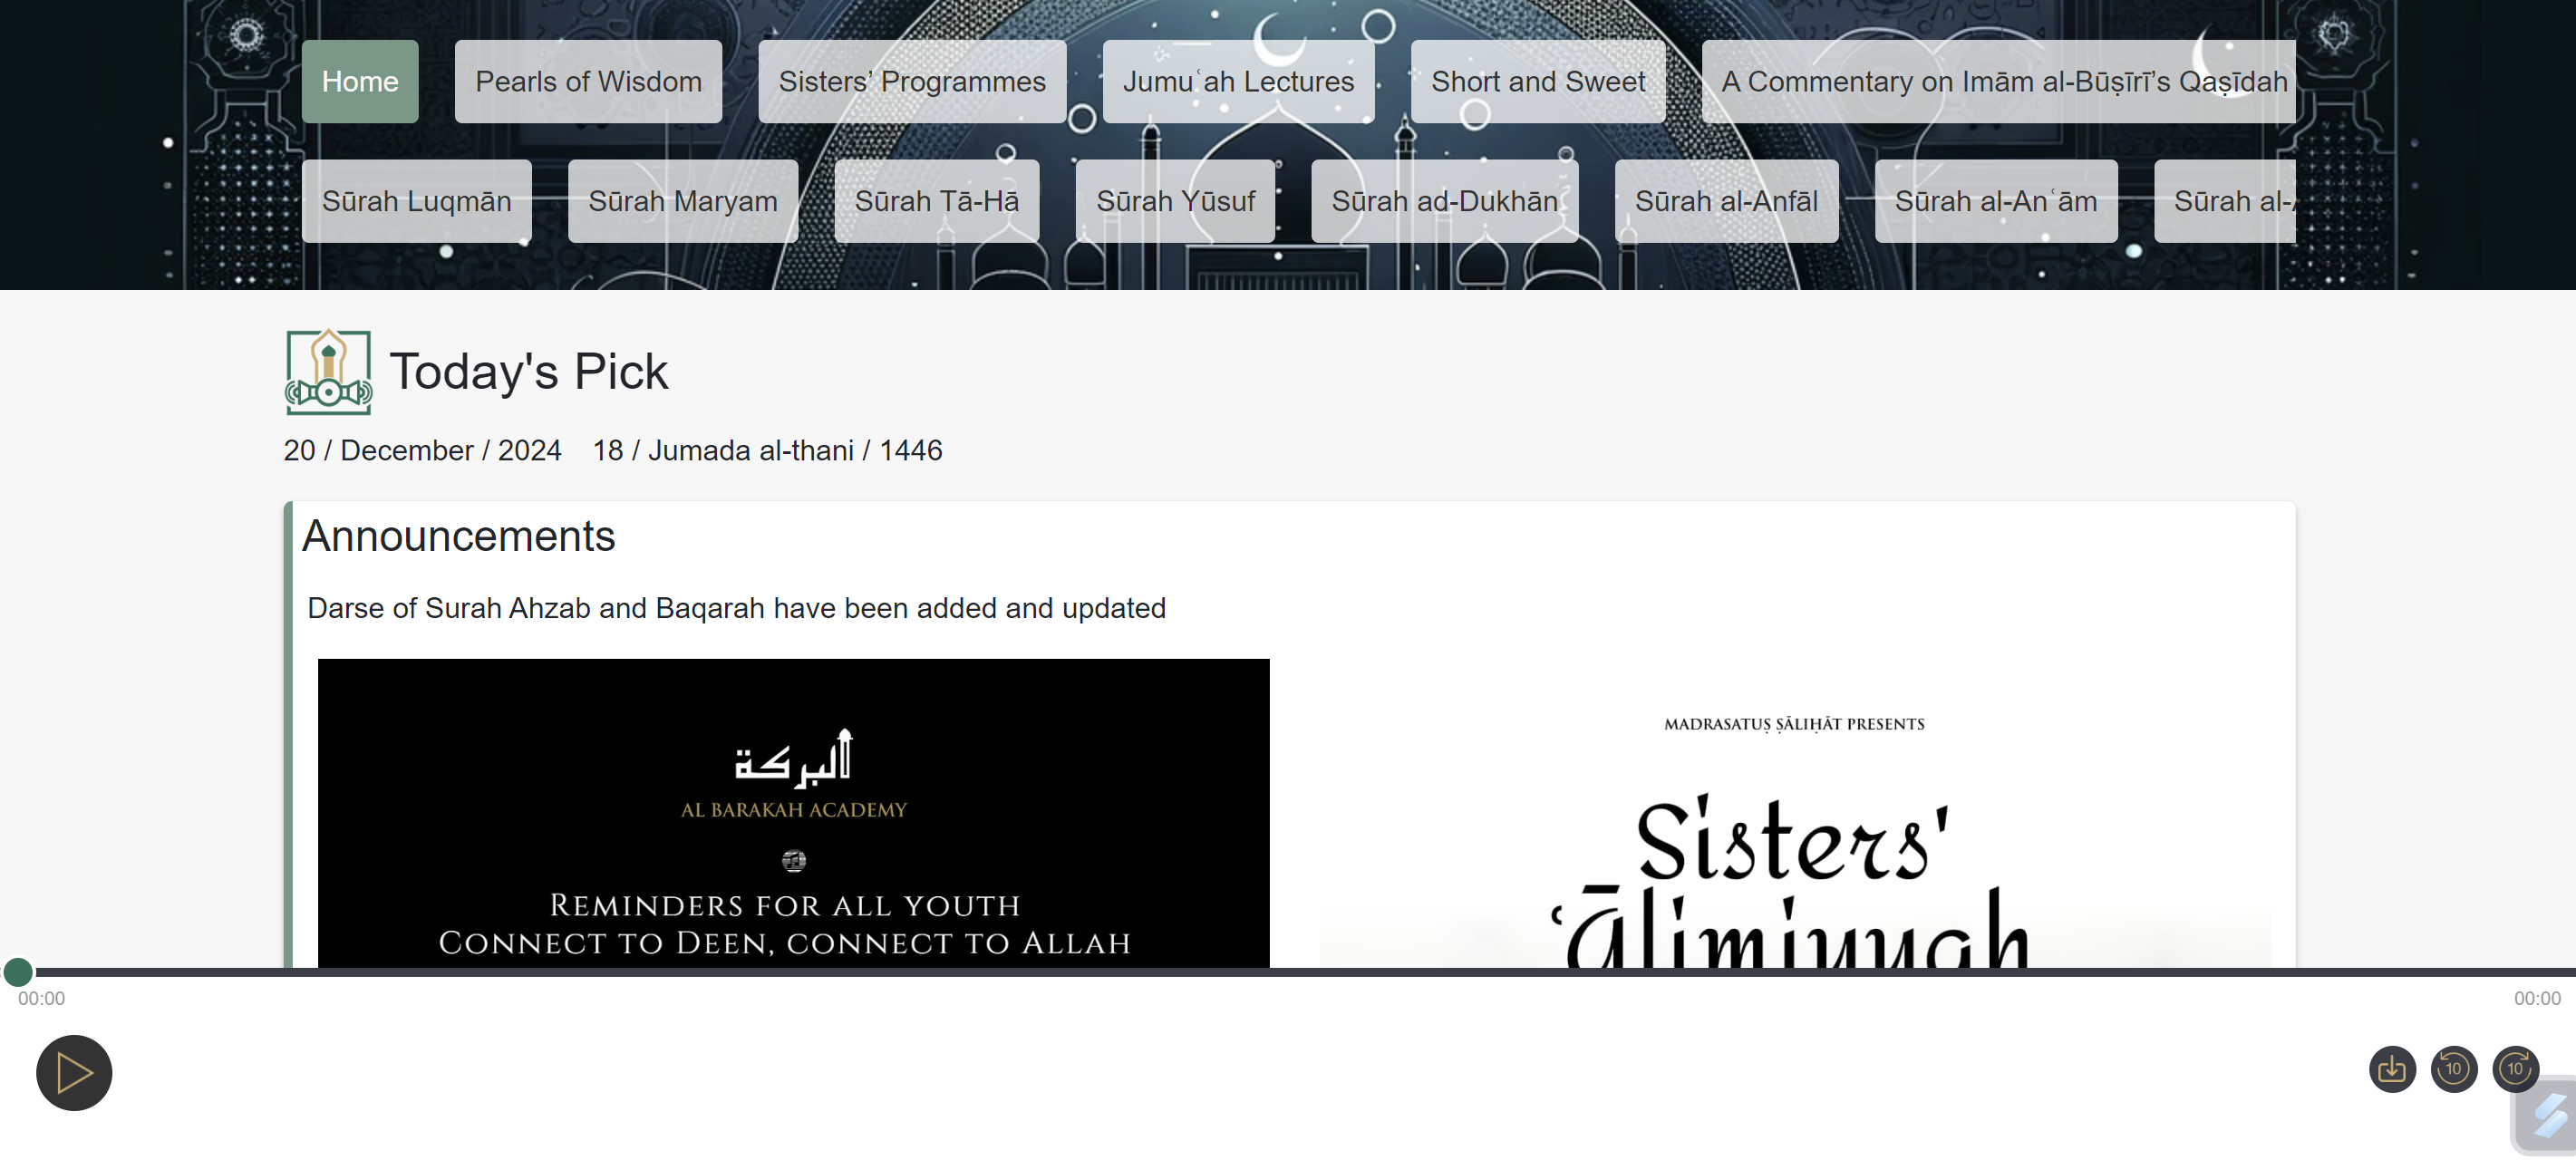 Home
Pearls of Wisdom
Sisters’ Programmes
Jumuʿah Lectures
Short and Sweet
A Commentary on Imām al-Būṣīrī’s Qaṣīdah
Sūrah Luqmān
Sūrah Maryam
Sūrah Tā-Hā
Sūrah Yūsuf
Sūrah ad-Dukhān
Sūrah al-Anfāl
Sūrah al-Anʿām
Sūrah al-
Today's Pick
20 / December / 2024 18 / Jumada al-thani / 1446
Announcements
Darse of Surah Ahzab and Baqarah have been added and updated
البركة
AL BARAKAH ACADEMY
REMINDERS FOR ALL YOUTH
CONNECT TO DEEN, CONNECT TO ALLAH
MADRASATUṢ ṢĀLIḤĀT PRESENTS
Sisters'
ʿĀlimiyyah
00:00
00:00
10
10